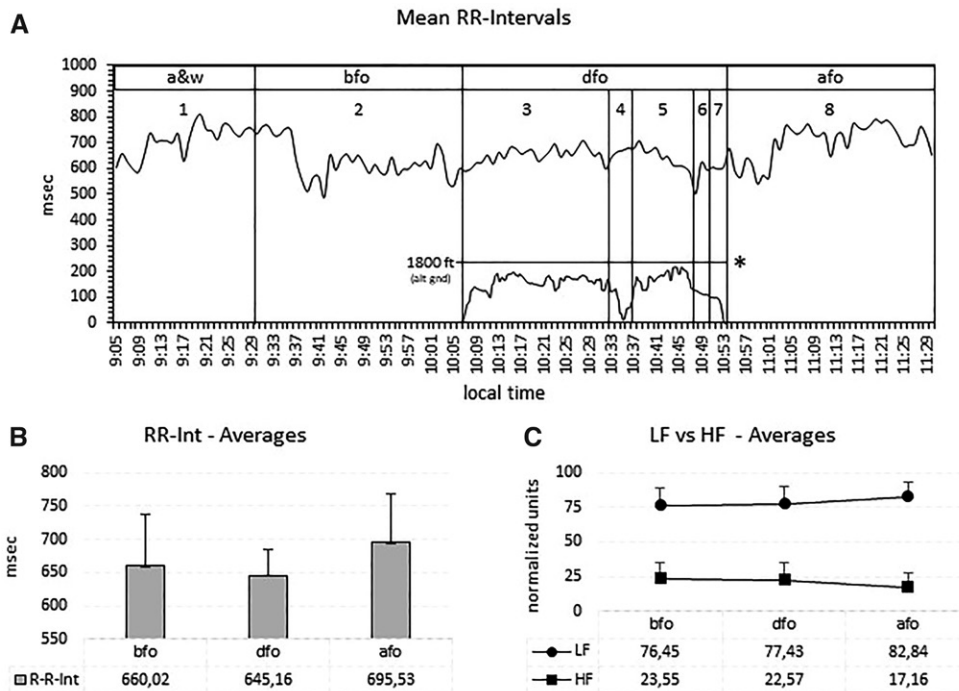 A
Mean RR-Intervals
a&w bfo dfo afo
1 2 3 4 5 6 7 8
1000
900
800
700
600
500
400
300
200
100
0
msec
1800 ft
(alt gnd)
*
9:05 9:09 9:13 9:17 9:21 9:25 9:29 9:33 9:37 9:41 9:45 9:49 9:53 9:57 10:01 10:05 10:09 10:13 10:17 10:21 10:25 10:29 10:33 10:37 10:41 10:45 10:49 10:53 10:57 11:01 11:05 11:09 11:13 11:17 11:21 11:25 11:29
local time
B
RR-Int - Averages
800
750
700
650
600
550
msec
bfo dfo afo
R-R-Int 660,02 645,16 695,53
C
LF vs HF - Averages
100
75
50
25
0
normalized units
bfo dfo afo
LF 76,45 77,43 82,84
HF 23,55 22,57 17,16